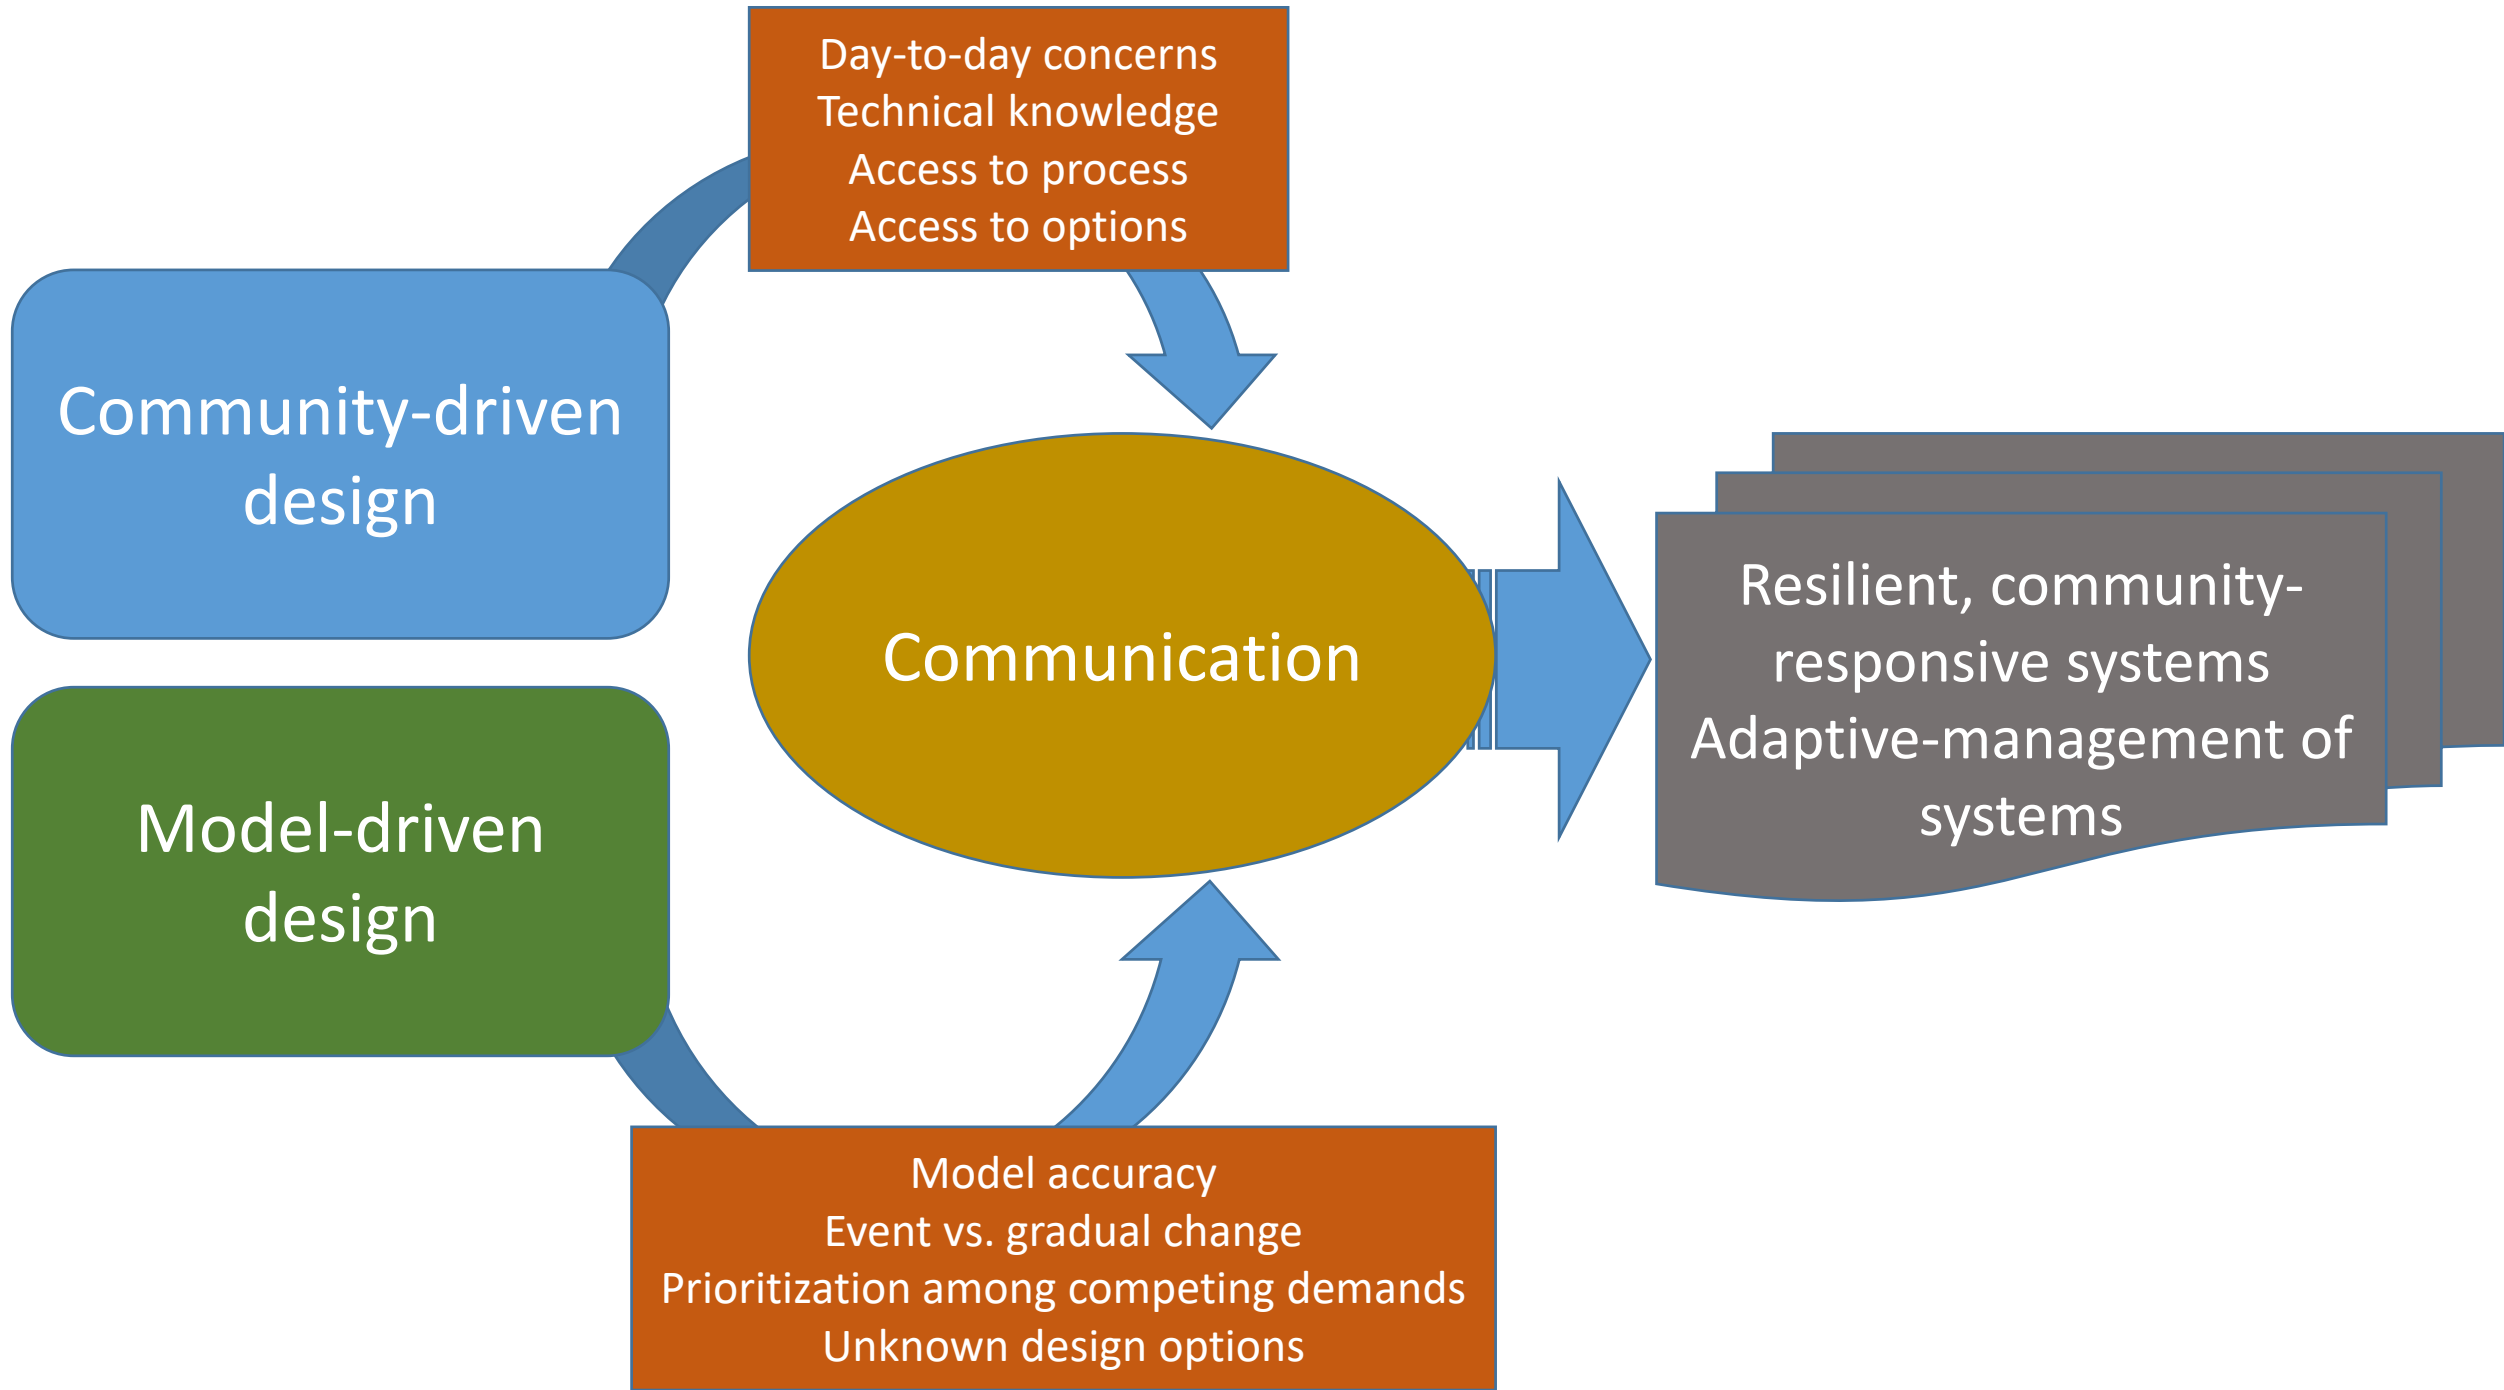 Day-to-day concerns
Technical knowledge
Access to process
Access to options
Community-driven
design
Communication
Resilient, community-
responsive systems
Adaptive-management of
systems
Model-driven
design
Model accuracy
Event vs. gradual change
Prioritization among competing demands
Unknown design options